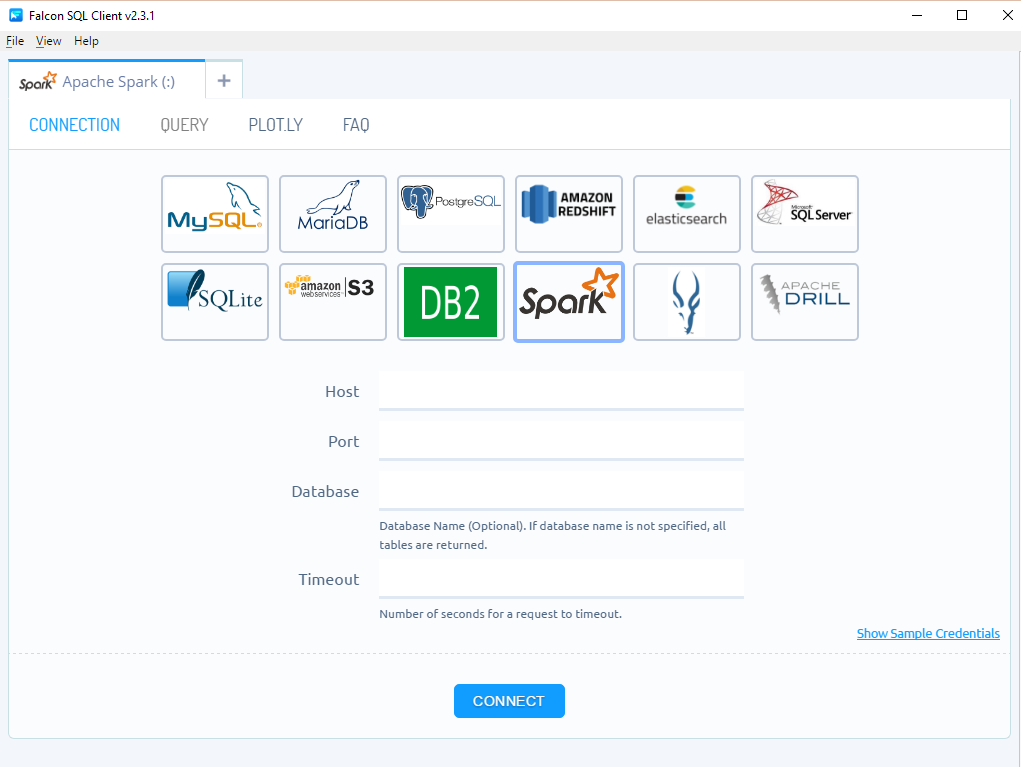 Falcon SQL Client v2.3.1
File View Help
Spark Apache Spark (:) +
CONNECTION QUERY PLOT.LY FAQ
MySQL MariaDB PostgreSQL AMAZON REDSHIFT elasticsearch Microsoft SQL Server
SQLite amazon web services S3 DB2 Spark APACHE DRILL
Host
Port
Database
Database Name (Optional). If database name is not specified, all
tables are returned.
Timeout
Number of seconds for a request to timeout.
Show Sample Credentials
CONNECT